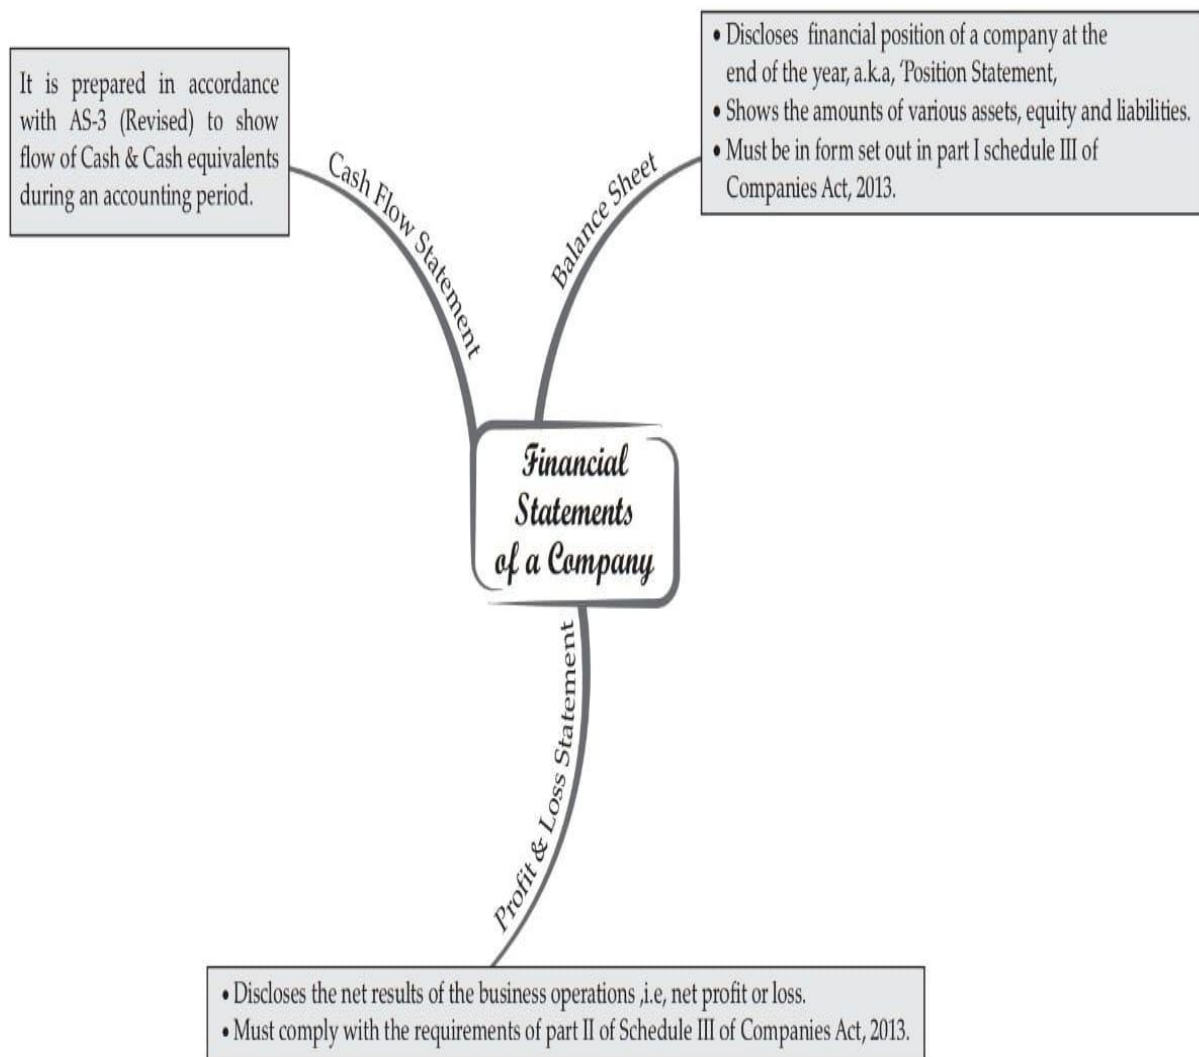 It is prepared in accordance
with AS-3 (Revised) to show
flow of Cash & Cash equivalents
during an accounting period.
Cash Flow Statement
• Discloses financial position of a company at the
end of the year, a.k.a, 'Position Statement,
• Shows the amounts of various assets, equity and liabilities.
• Must be in form set out in part I schedule III of
Companies Act, 2013.
Balance Sheet
Financial
Statements
of a Company
Profit & Loss Statement
• Discloses the net results of the business operations ,i.e, net profit or loss.
• Must comply with the requirements of part II of Schedule III of Companies Act, 2013.